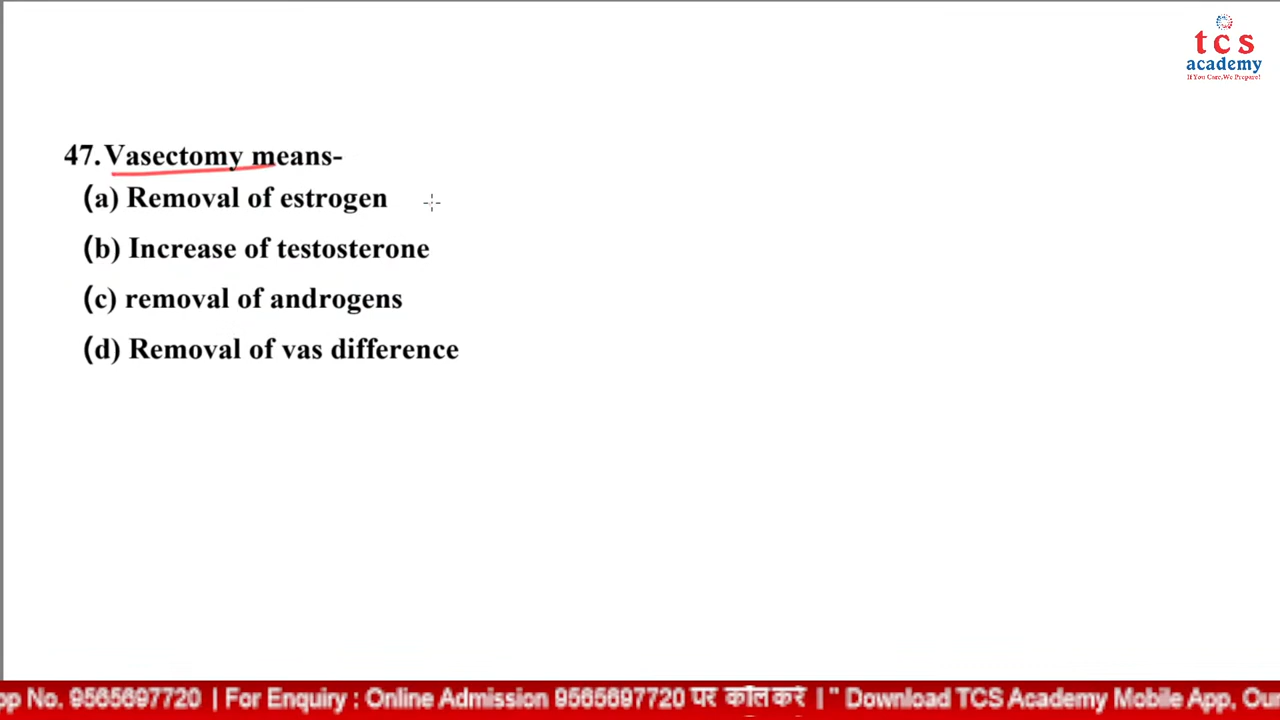 tcs
academy
If You Care,We Prepare!
47.Vasectomy means-
(a) Removal of estrogen
(b) Increase of testosterone
(c) removal of androgens
(d) Removal of vas difference
pp No. 9565697720 | For Enquiry : Online Admission 9565697720 पर कॉल करें | " Download TCS Academy Mobile App, Our